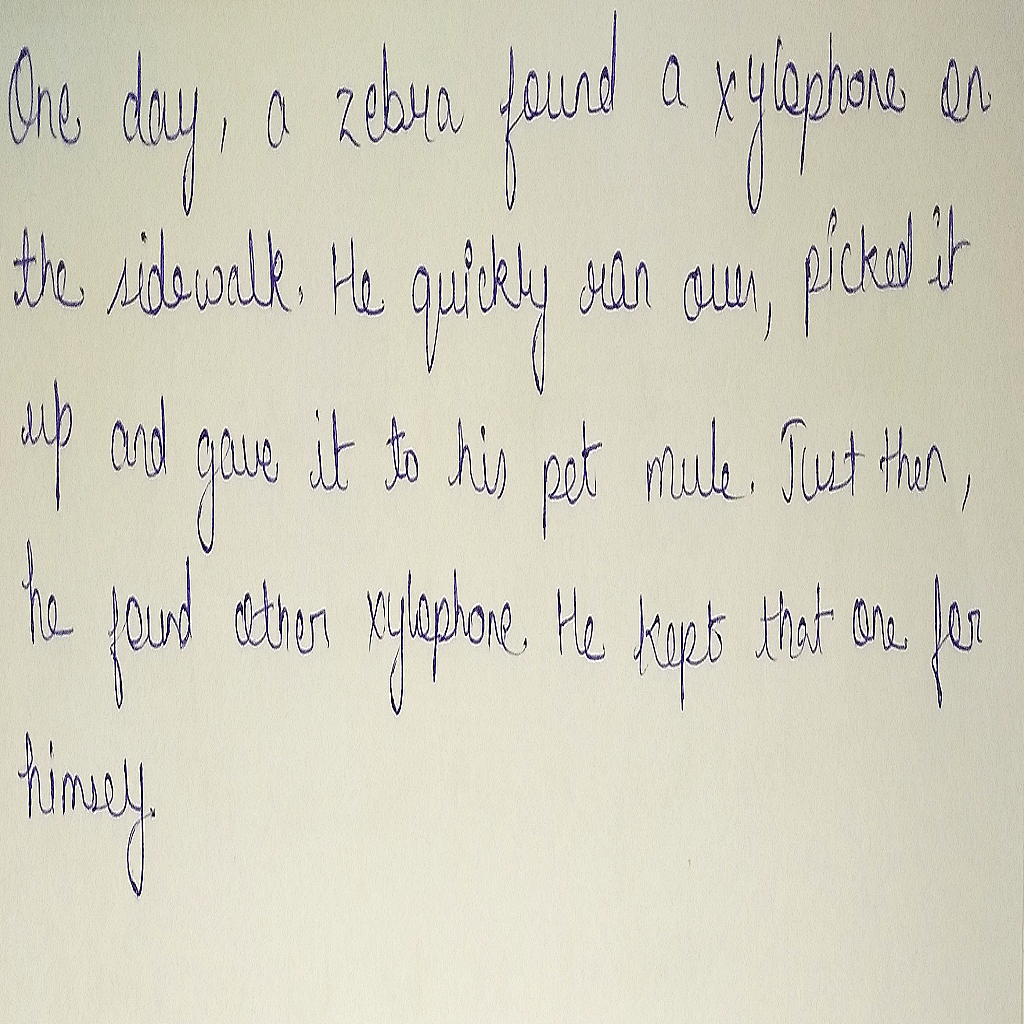 One day, a zebra found a xylophone on
the sidewalk. He quickly ran over, picked it
up and gave it to his pet mule. Just then,
he found other xylophone. He kept that one for
himself.